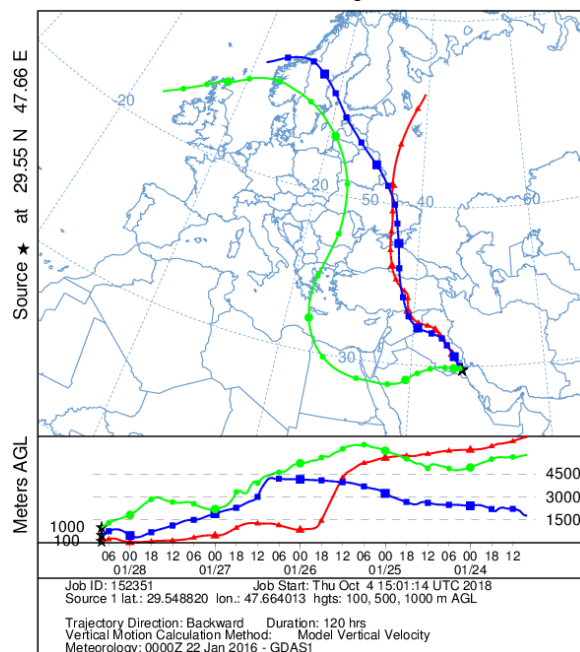 Source ★ at 29.55 N 47.66 E
20
20
50
40
60
30
Meters AGL
4500
3000
1500
1000
100
06 00 18 12 06 00 18 12 06 00 18 12 06 00 18 12 06 00 18 12
01/28 01/27 01/26 01/25 01/24
Job ID: 152351 Job Start: Thu Oct 4 15:01:14 UTC 2018
Source 1 lat.: 29.548820 lon.: 47.664013 hgts: 100, 500, 1000 m AGL
Trajectory Direction: Backward Duration: 120 hrs
Vertical Motion Calculation Method: Model Vertical Velocity
Meteorology: 0000Z 22 Jan 2016 - GDAS1